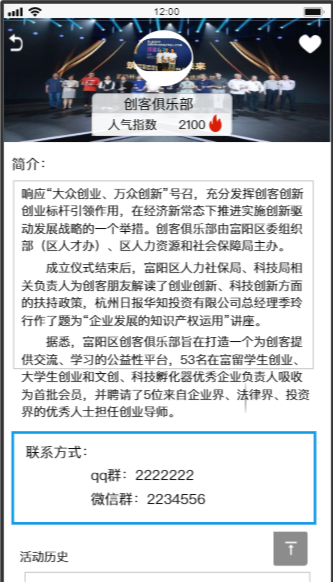 12:00
创客俱乐部
人气指数 2100
简介：
响应“大众创业、万众创新”号召，充分发挥创客创新
创业标杆引领作用，在经济新常态下推进实施创新驱
动发展战略的一个举措。创客俱乐部由富阳区委组织
部（区人才办）、区人力资源和社会保障局主办。
成立仪式结束后，富阳区人力社保局、科技局相
关负责人为创客朋友解读了创业创新、科技创新方面
的扶持政策，杭州日报华知投资有限公司总经理季玲
行作了题为“企业发展的知识产权运用”讲座。
据悉，富阳区创客俱乐部旨在打造一个为创客提
供交流、学习的公益性平台，53名在富留学生创业、
大学生创业和文创、科技孵化器优秀企业负责人吸收
为首批会员，并聘请了5位来自企业界、法律界、投资
界的优秀人士担任创业导师。
联系方式：
qq群：2222222
微信群：2234556
活动历史